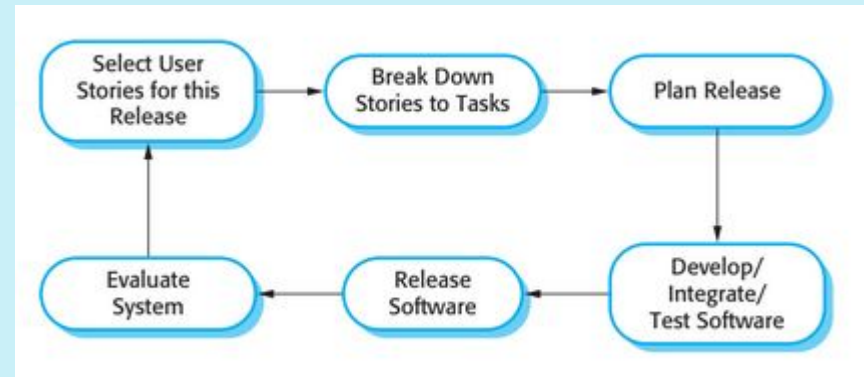 Select User
Stories for this
Release
Break Down
Stories to Tasks
Plan Release
Develop/
Integrate/
Test Software
Release
Software
Evaluate
System